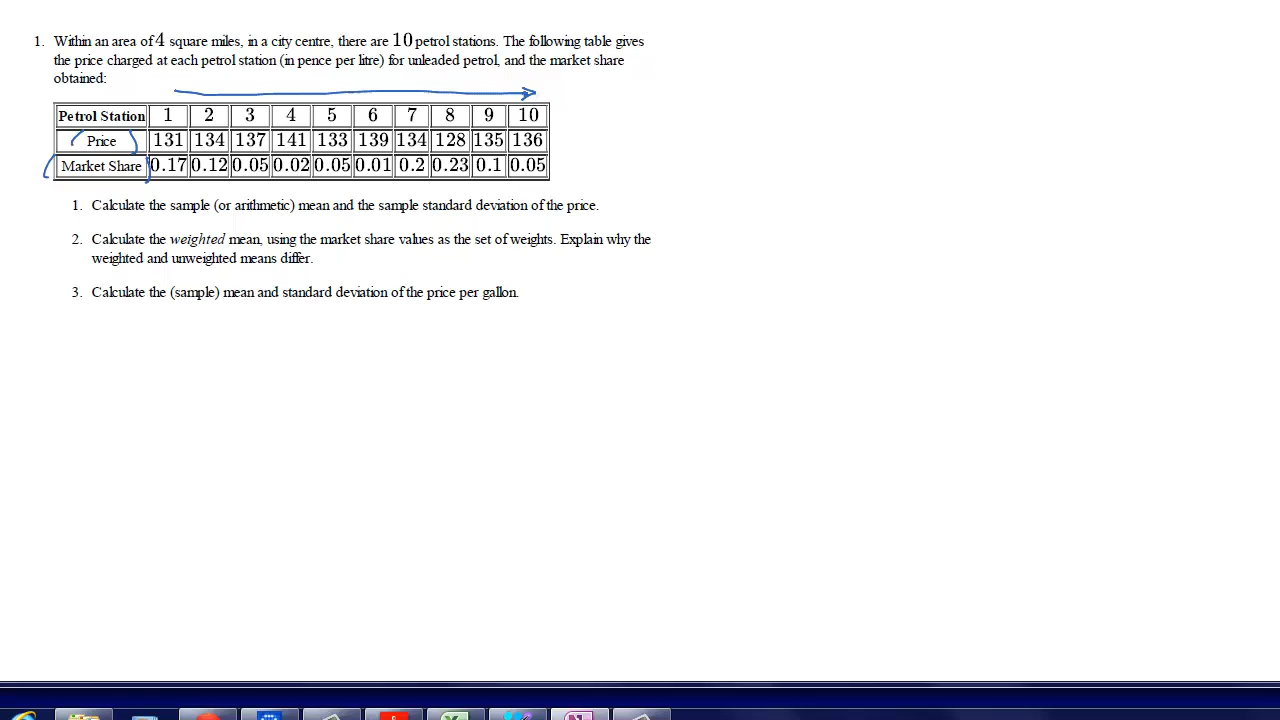 1. Within an area of 4 square miles, in a city centre, there are 10 petrol stations. The following table gives
the price charged at each petrol station (in pence per litre) for unleaded petrol, and the market share
obtained:
Petrol Station 1 2 3 4 5 6 7 8 9 10
Price 131 134 137 141 133 139 134 128 135 136
Market Share 0.17 0.12 0.05 0.02 0.05 0.01 0.2 0.23 0.1 0.05
1. Calculate the sample (or arithmetic) mean and the sample standard deviation of the price.
2. Calculate the weighted mean, using the market share values as the set of weights. Explain why the
weighted and unweighted means differ.
3. Calculate the (sample) mean and standard deviation of the price per gallon.